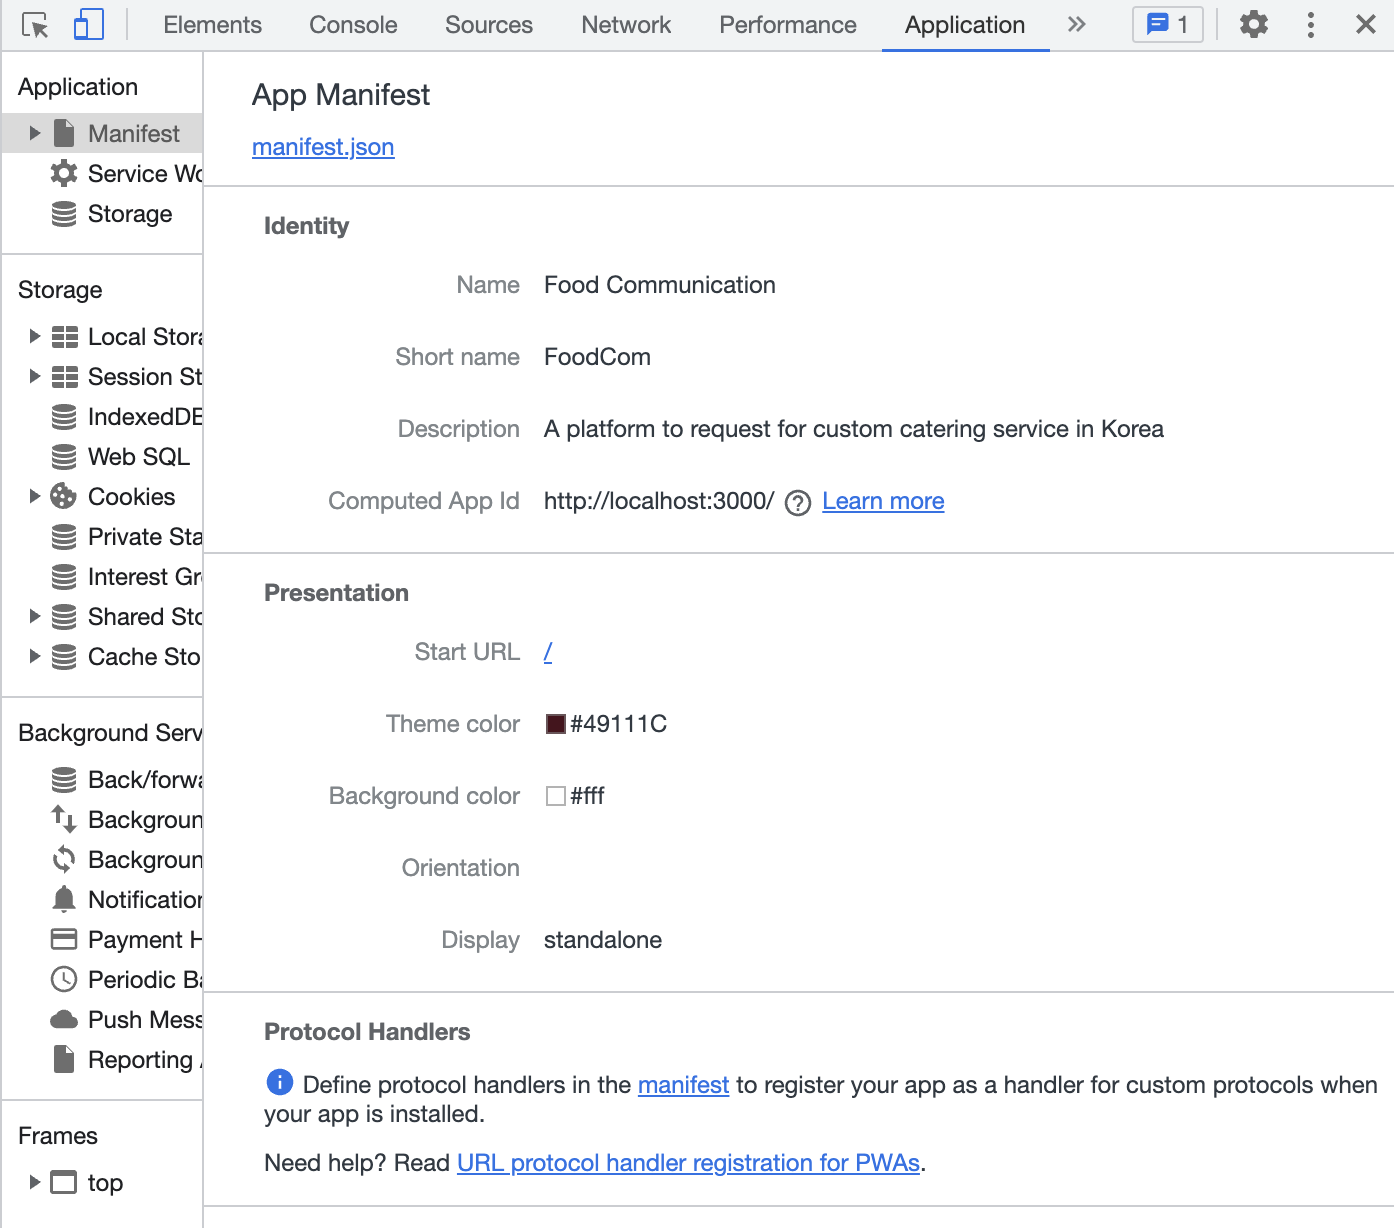 Elements Console Sources Network Performance Application 1
Application
Manifest
Service Wo
Storage
Storage
Local Stora
Session St
IndexedDB
Web SQL
Cookies
Private Sta
Interest Gr
Shared Sto
Cache Sto
Background Serv
Back/forwa
Backgroun
Backgroun
Notification
Payment H
Periodic Ba
Push Mess
Reporting A
Frames
top
App Manifest
manifest.json
Identity
Name Food Communication
Short name FoodCom
Description A platform to request for custom catering service in Korea
Computed App Id http://localhost:3000/ ? Learn more
Presentation
Start URL /
Theme color #49111C
Background color #fff
Orientation
Display standalone
Protocol Handlers
Define protocol handlers in the manifest to register your app as a handler for custom protocols when
your app is installed.
Need help? Read URL protocol handler registration for PWAs.